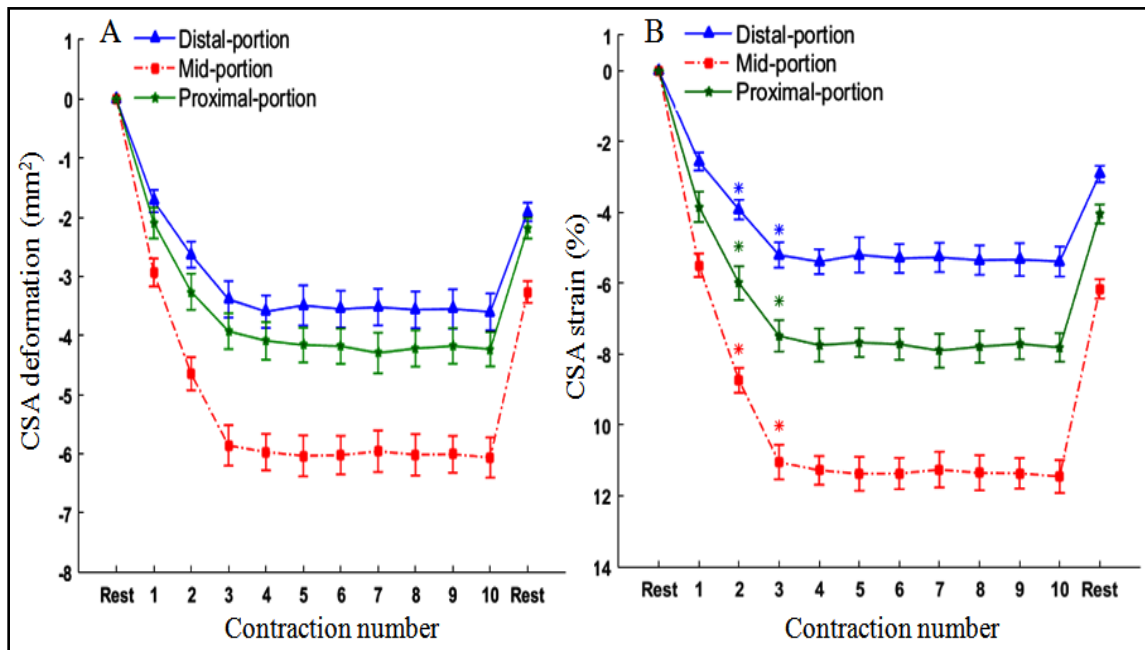 A
Distal-portion
Mid-portion
Proximal-portion
CSA deformation (mm²)
1
0
-1
-2
-3
-4
-5
-6
-7
-8
Rest 1 2 3 4 5 6 7 8 9 10 Rest
Contraction number
B
Distal-portion
Mid-portion
Proximal-portion
CSA strain (%)
1
0
-2
-4
-6
-8
10
12
14
* * * * * *
Rest 1 2 3 4 5 6 7 8 9 10 Rest
Contraction number